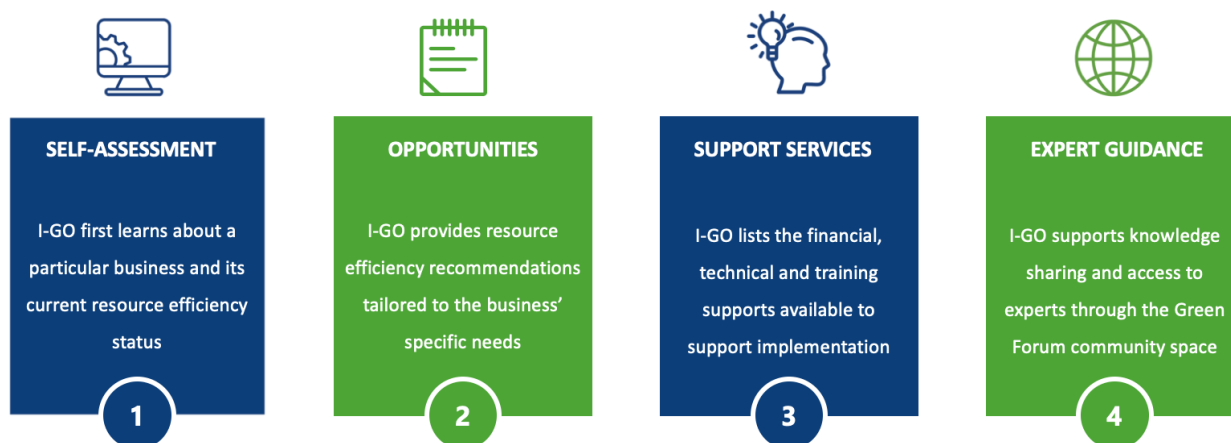 SELF-ASSESSMENT
I-GO first learns about a
particular business and its
current resource efficiency
status
1
OPPORTUNITIES
I-GO provides resource
efficiency recommendations
tailored to the business’
specific needs
2
SUPPORT SERVICES
I-GO lists the financial,
technical and training
supports available to
support implementation
3
EXPERT GUIDANCE
I-GO supports knowledge
sharing and access to
experts through the Green
Forum community space
4